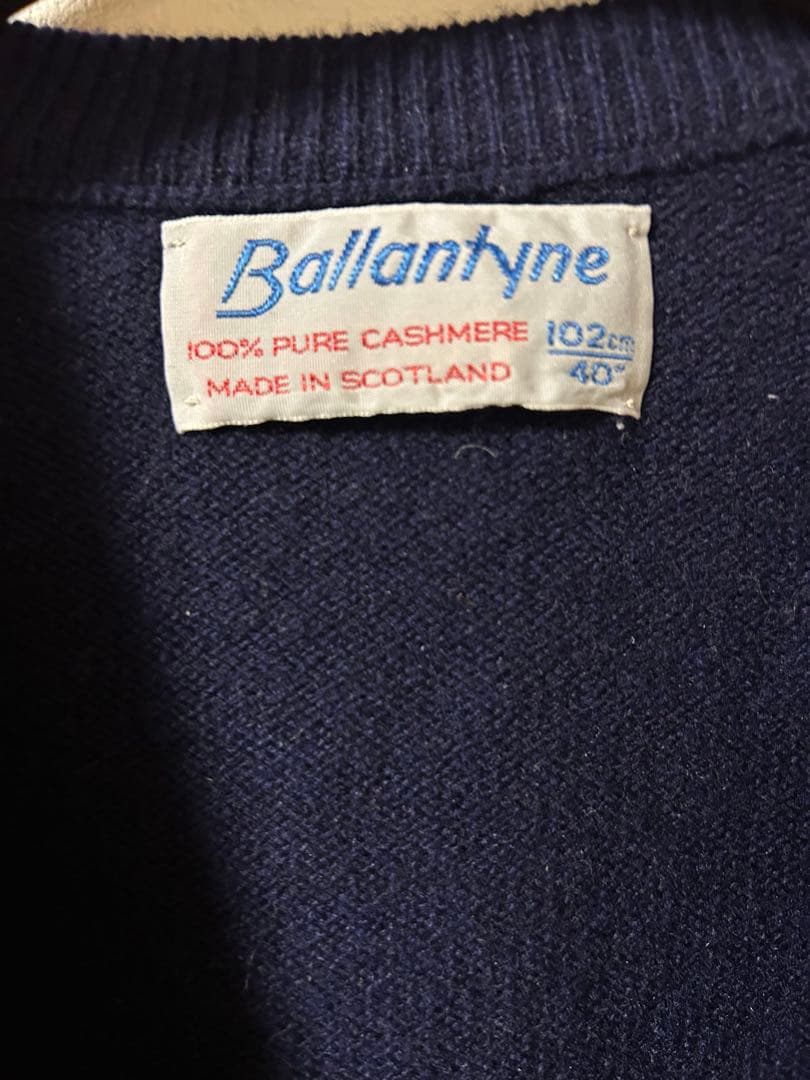 Ballantyne
100% PURE CASHMERE 102cm
MADE IN SCOTLAND 40"